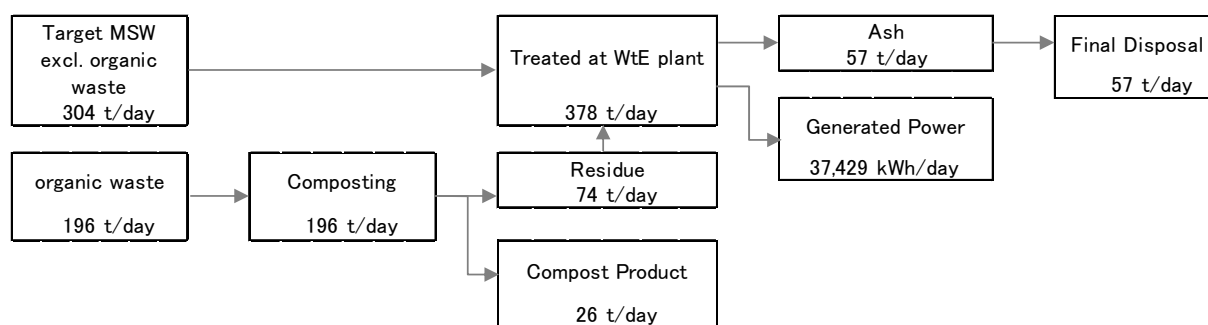 Target MSW
excl. organic
waste
304 t/day
Treated at WtE plant
378 t/day
Ash
57 t/day
Final Disposal
57 t/day
Generated Power
37,429 kWh/day
organic waste
196 t/day
Composting
196 t/day
Residue
74 t/day
Compost Product
26 t/day